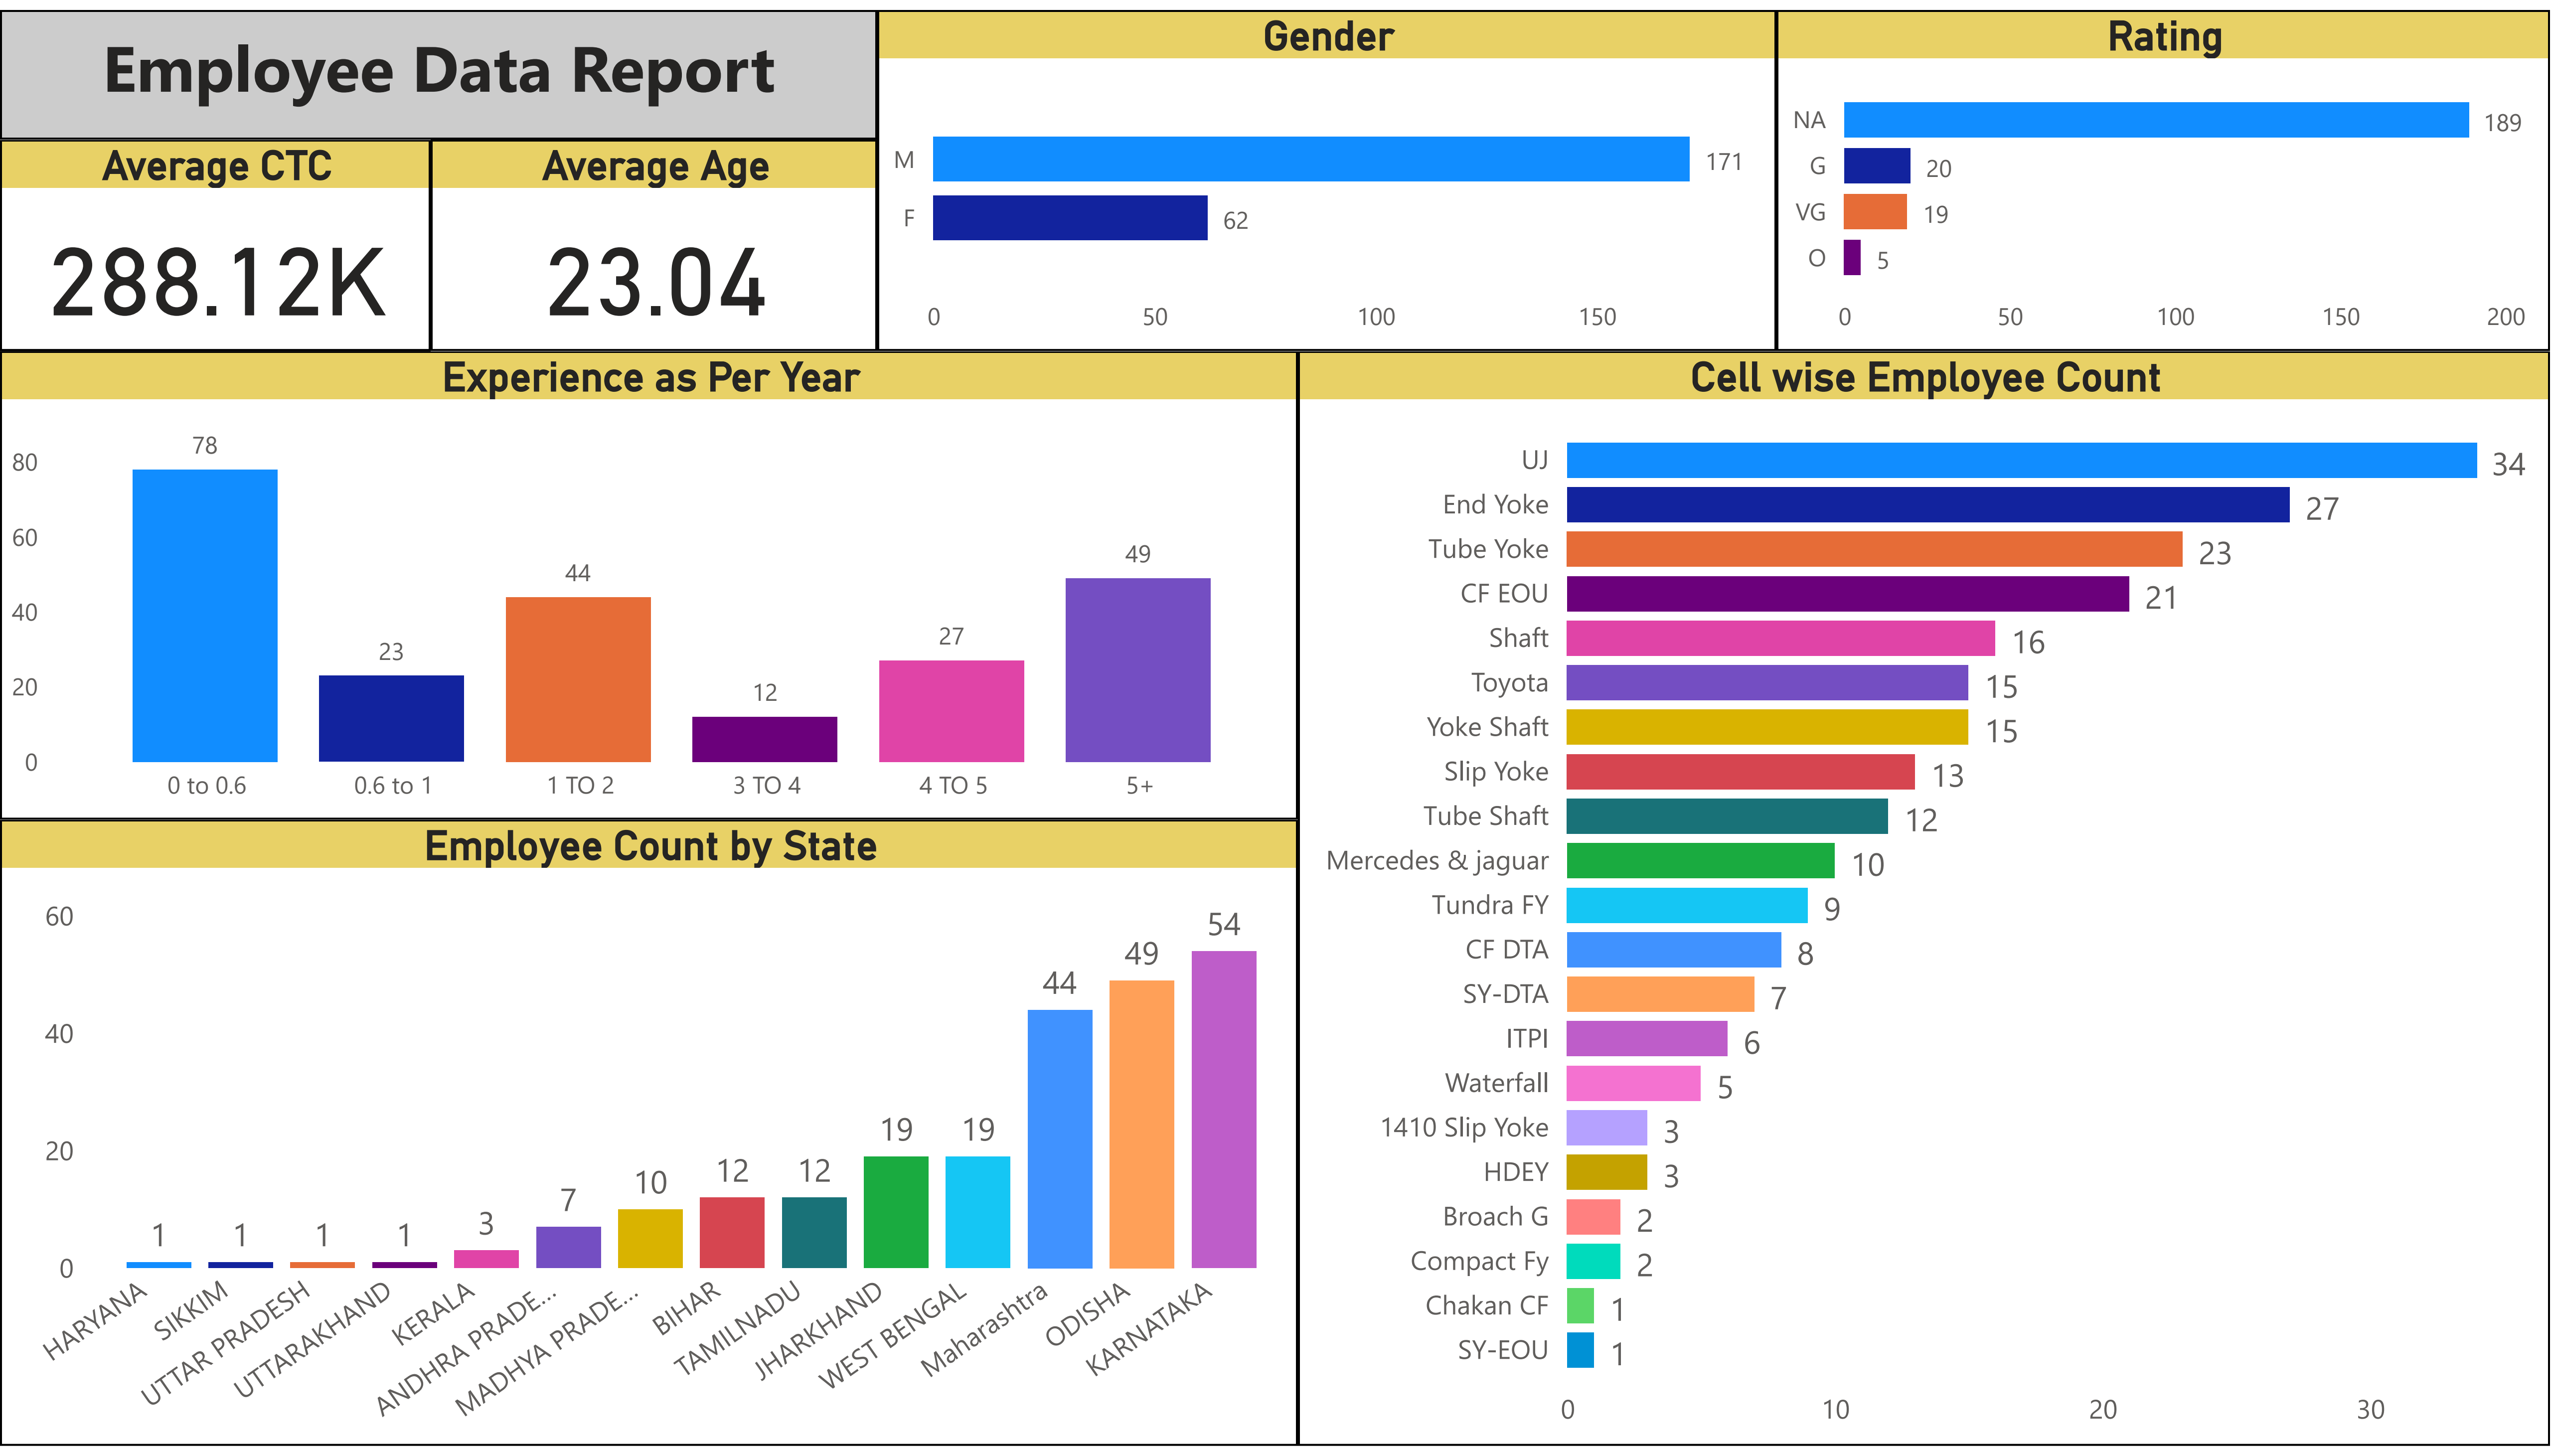 Employee Data Report
Average CTC
288.12K
Average Age
23.04
Gender
M 171
F 62
0 50 100 150
Rating
NA 189
G 20
VG 19
O 5
0 50 100 150 200
Experience as Per Year
80
60
40
20
0
78 23 44 12 27 49
0 to 0.6 0.6 to 1 1 TO 2 3 TO 4 4 TO 5 5+
Employee Count by State
60
40
20
0
1 1 1 1 3 7 10 12 12 19 19 44 49 54
HARYANA
SIKKIM
UTTAR PRADESH
UTTARAKHAND
KERALA
ANDHRA PRADE...
MADHYA PRADE...
BIHAR
TAMILNADU
JHARKHAND
WEST BENGAL
Maharashtra
ODISHA
KARNATAKA
Cell wise Employee Count
UJ 34
End Yoke 27
Tube Yoke 23
CF EOU 21
Shaft 16
Toyota 15
Yoke Shaft 15
Slip Yoke 13
Tube Shaft 12
Mercedes & jaguar 10
Tundra FY 9
CF DTA 8
SY-DTA 7
ITPI 6
Waterfall 5
1410 Slip Yoke 3
HDEY 3
Broach G 2
Compact Fy 2
Chakan CF 1
SY-EOU 1
0 10 20 30